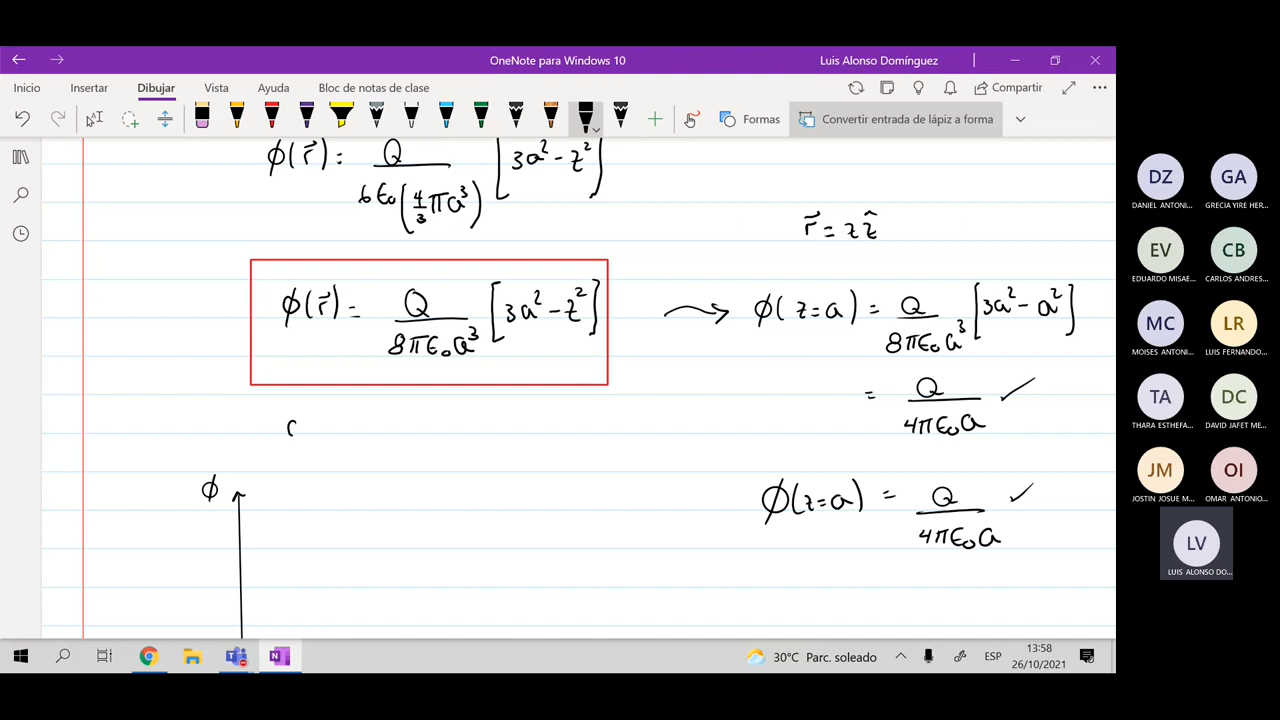 OneNote para Windows 10
Luis Alonso Domínguez
Inicio Insertar Dibujar Vista Ayuda Bloc de notas de clase
Compartir
Formas
Convertir entrada de lápiz a forma
ϕ(r⃗) = Q / 6ϵ₀(4/3 πa³) [3a² - z²]
r⃗ = z ẑ
ϕ(r⃗) = Q / 8πϵ₀a³ [3a² - z²]
ϕ(z=a) = Q / 8πϵ₀a³ [3a² - a²]
= Q / 4πϵ₀a ✓
ϕ
ϕ(z=a) = Q / 4πϵ₀a ✓
DZ
DANIEL ANTONI...
GA
GRECIA YIRE HER...
EV
EDUARDO MISAE...
CB
CARLOS ANDRES...
MC
MOISES ANTONI...
LR
LUIS FERNANDO...
TA
THARA ESTHEFA...
DC
DAVID JAFET ME...
JM
JOSTIN JOSUE M...
OI
OMAR ANTONIO...
LV
LUIS ALONSO DO...
30°C Parc. soleado
ESP
13:58
26/10/2021